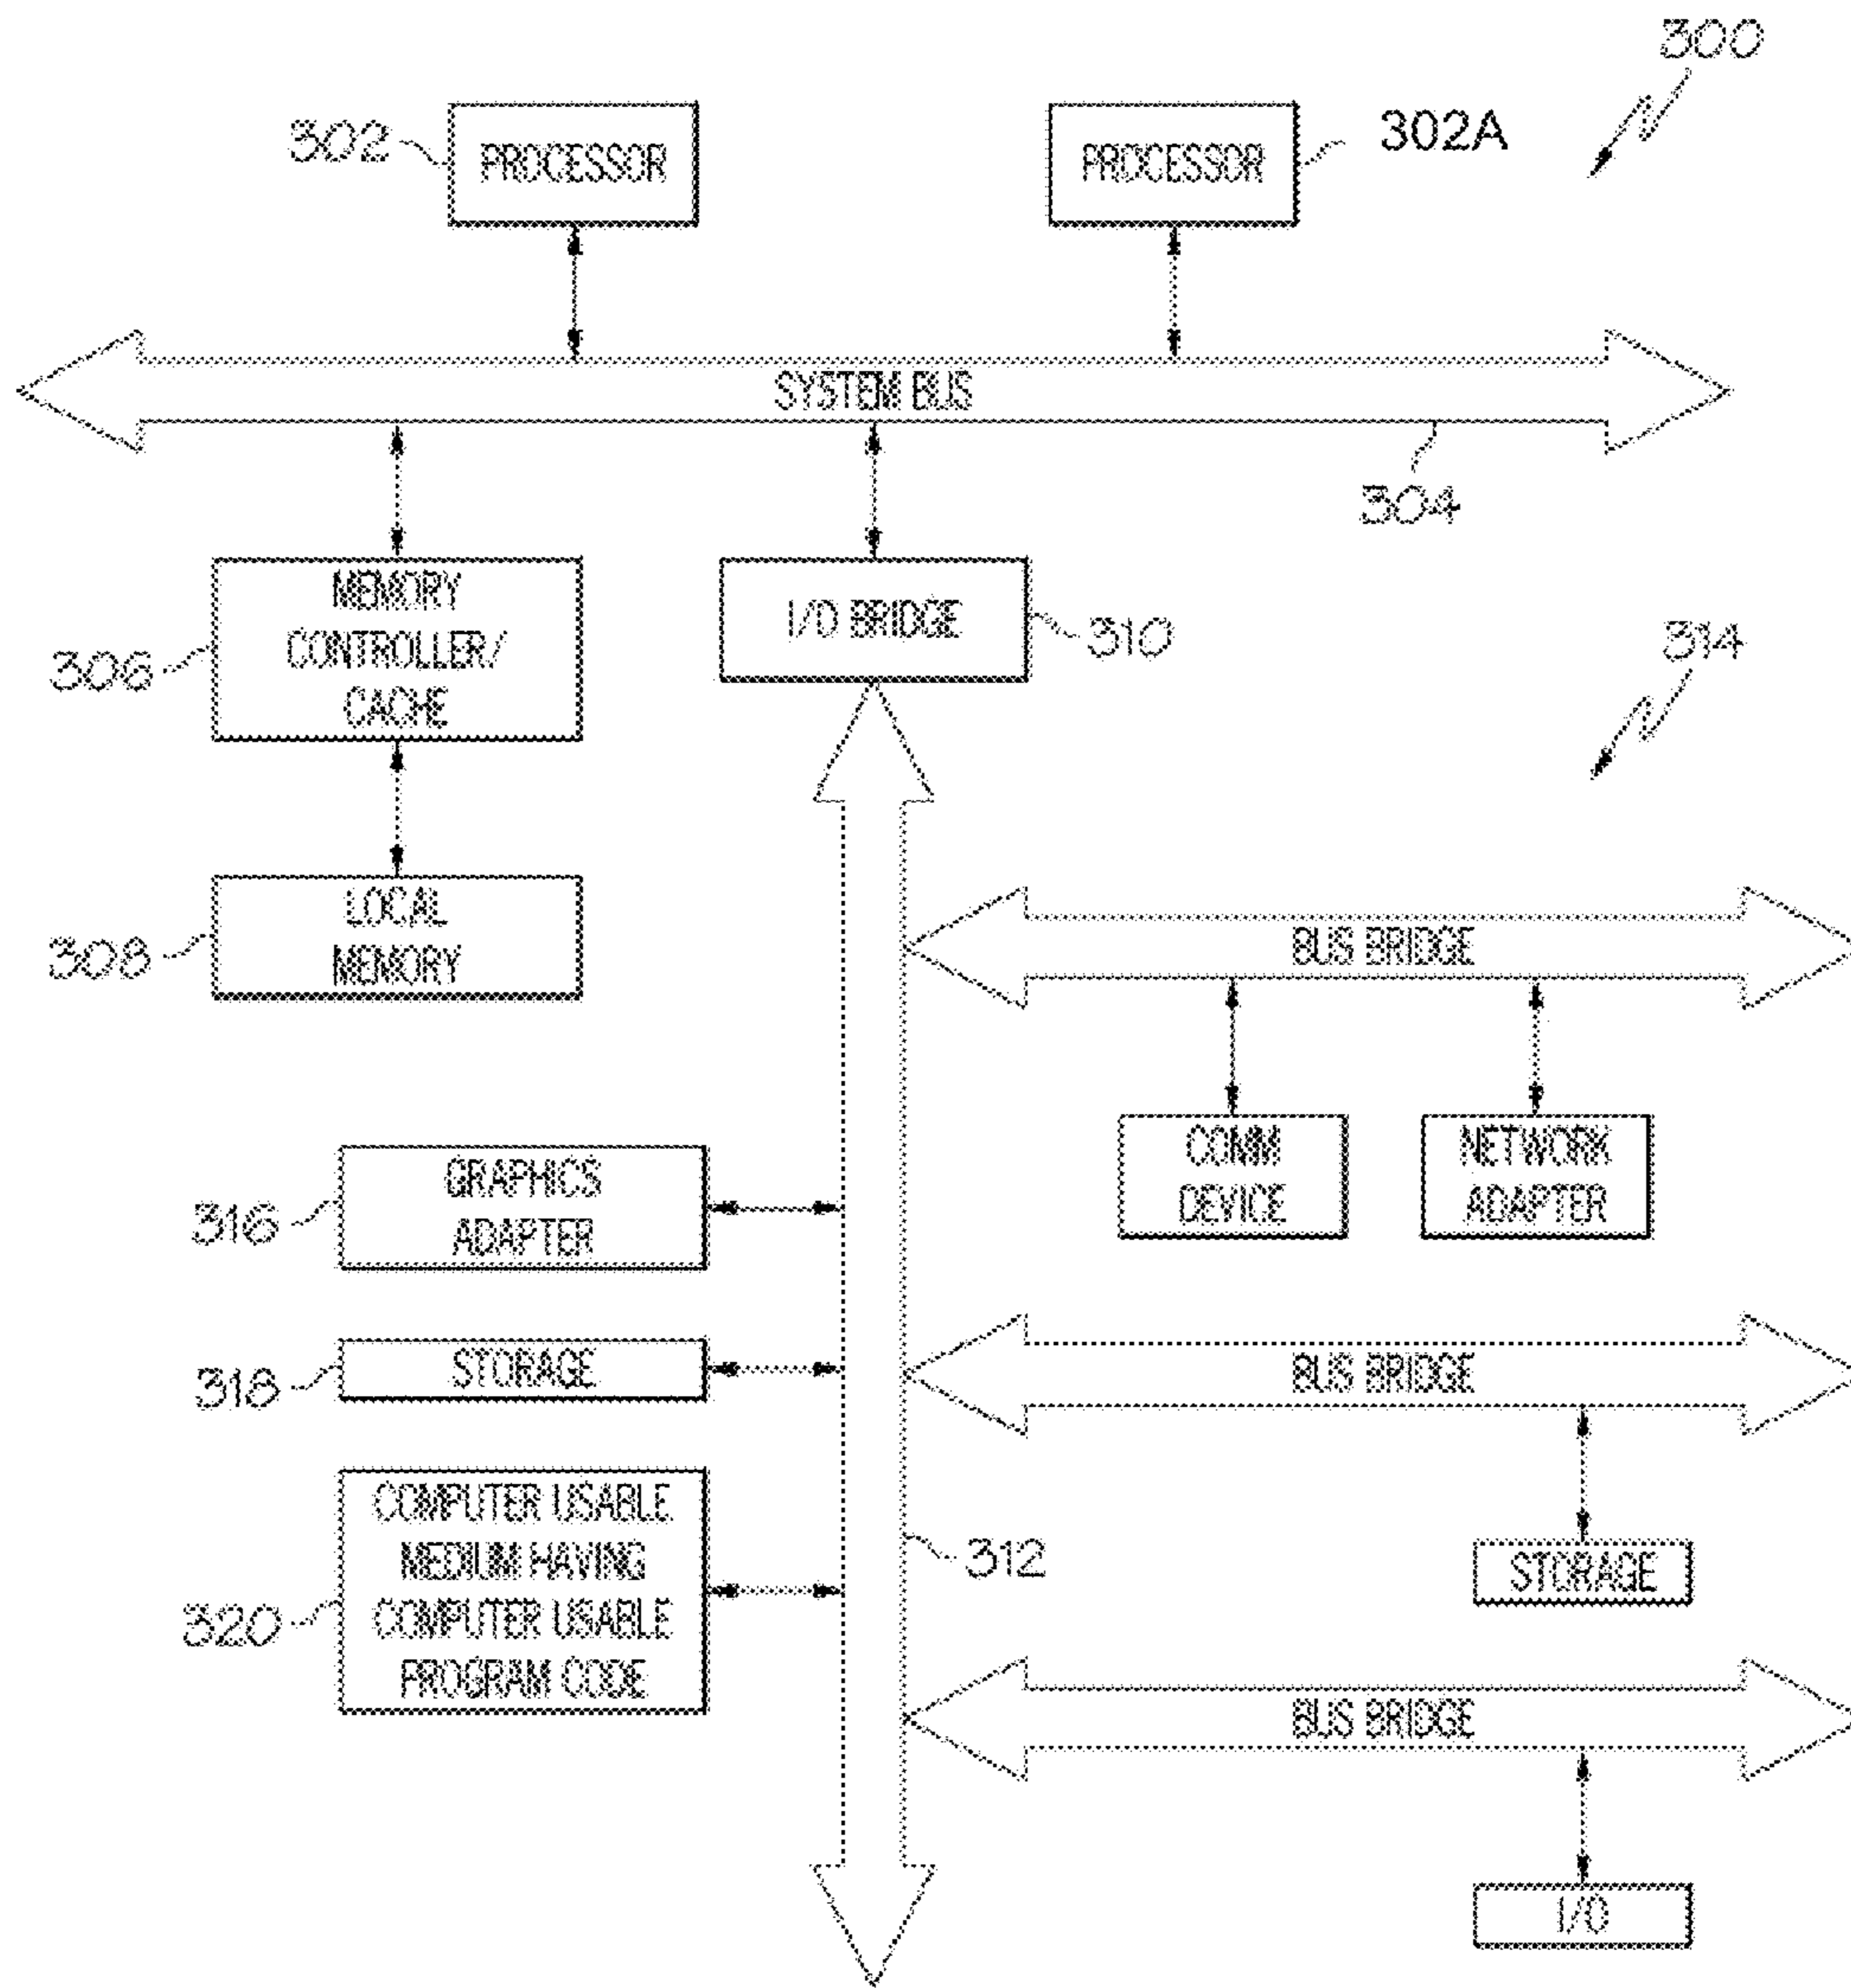 300
302
PROCESSOR
PROCESSOR
302A
SYSTEM BUS
304
MEMORY
CONTROLLER/
CACHE
306
I/O BRIDGE
310
314
LOCAL
MEMORY
308
BUS BRIDGE
COMM
DEVICE
NETWORK
ADAPTER
GRAPHICS
ADAPTER
316
STORAGE
318
BUS BRIDGE
COMPUTER USABLE
MEDIUM HAVING
COMPUTER USABLE
PROGRAM CODE
320
312
STORAGE
BUS BRIDGE
I/O